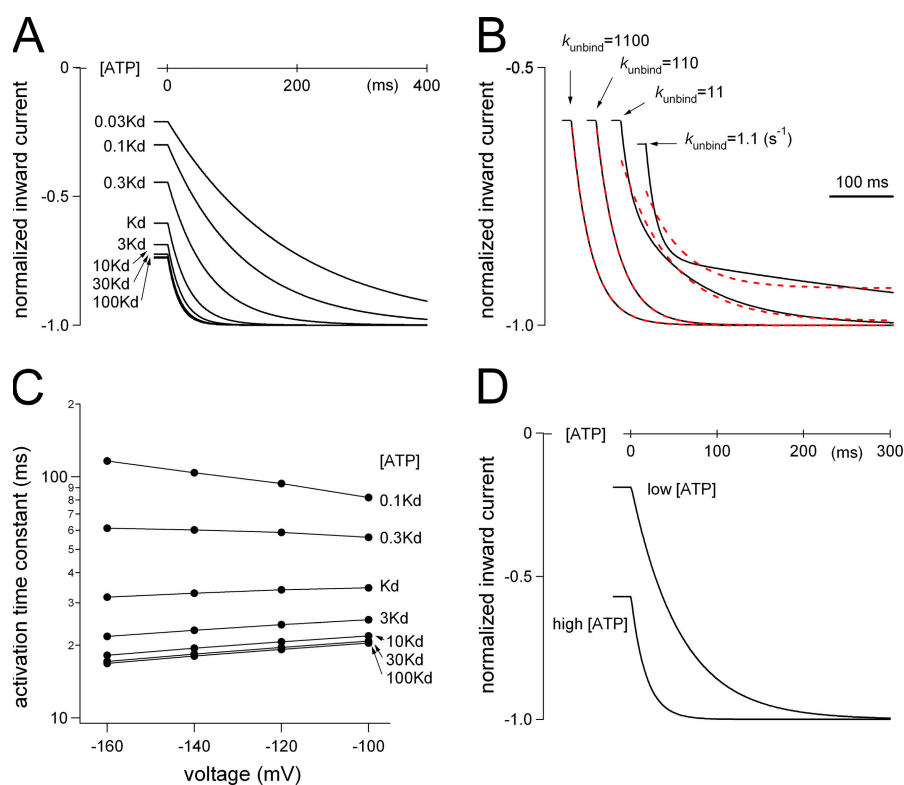 A
[ATP]
0
200
(ms)
400
0
-0.5
-1.0
normalized inward current
0.03Kd
0.1Kd
0.3Kd
Kd
3Kd
10Kd
30Kd
100Kd
B
kunbind=1100
kunbind=110
kunbind=11
kunbind=1.1 (s-1)
-0.5
-1.0
normalized inward current
100 ms
C
activation time constant (ms)
2
100
9
8
7
6
5
4
3
2
10
[ATP]
0.1Kd
0.3Kd
Kd
3Kd
10Kd
30Kd
100Kd
-160
-140
-120
-100
voltage (mV)
D
[ATP]
0
100
200
(ms)
300
0
-0.5
-1.0
normalized inward current
low [ATP]
high [ATP]